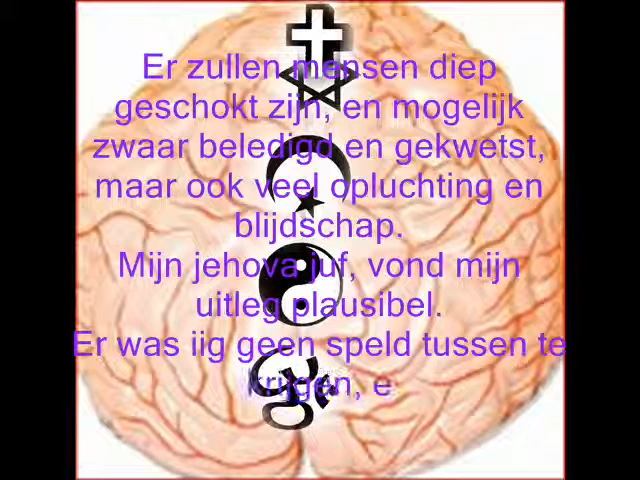 Er zullen mensen diep
geschokt zijn, en mogelijk
zwaar beledigd en gekwetst,
maar ook veel opluchting en
blijdschap.
Mijn jehova juf, vond mijn
uitleg plausibel.
Er was iig geen speld tussen te
krijgen, e